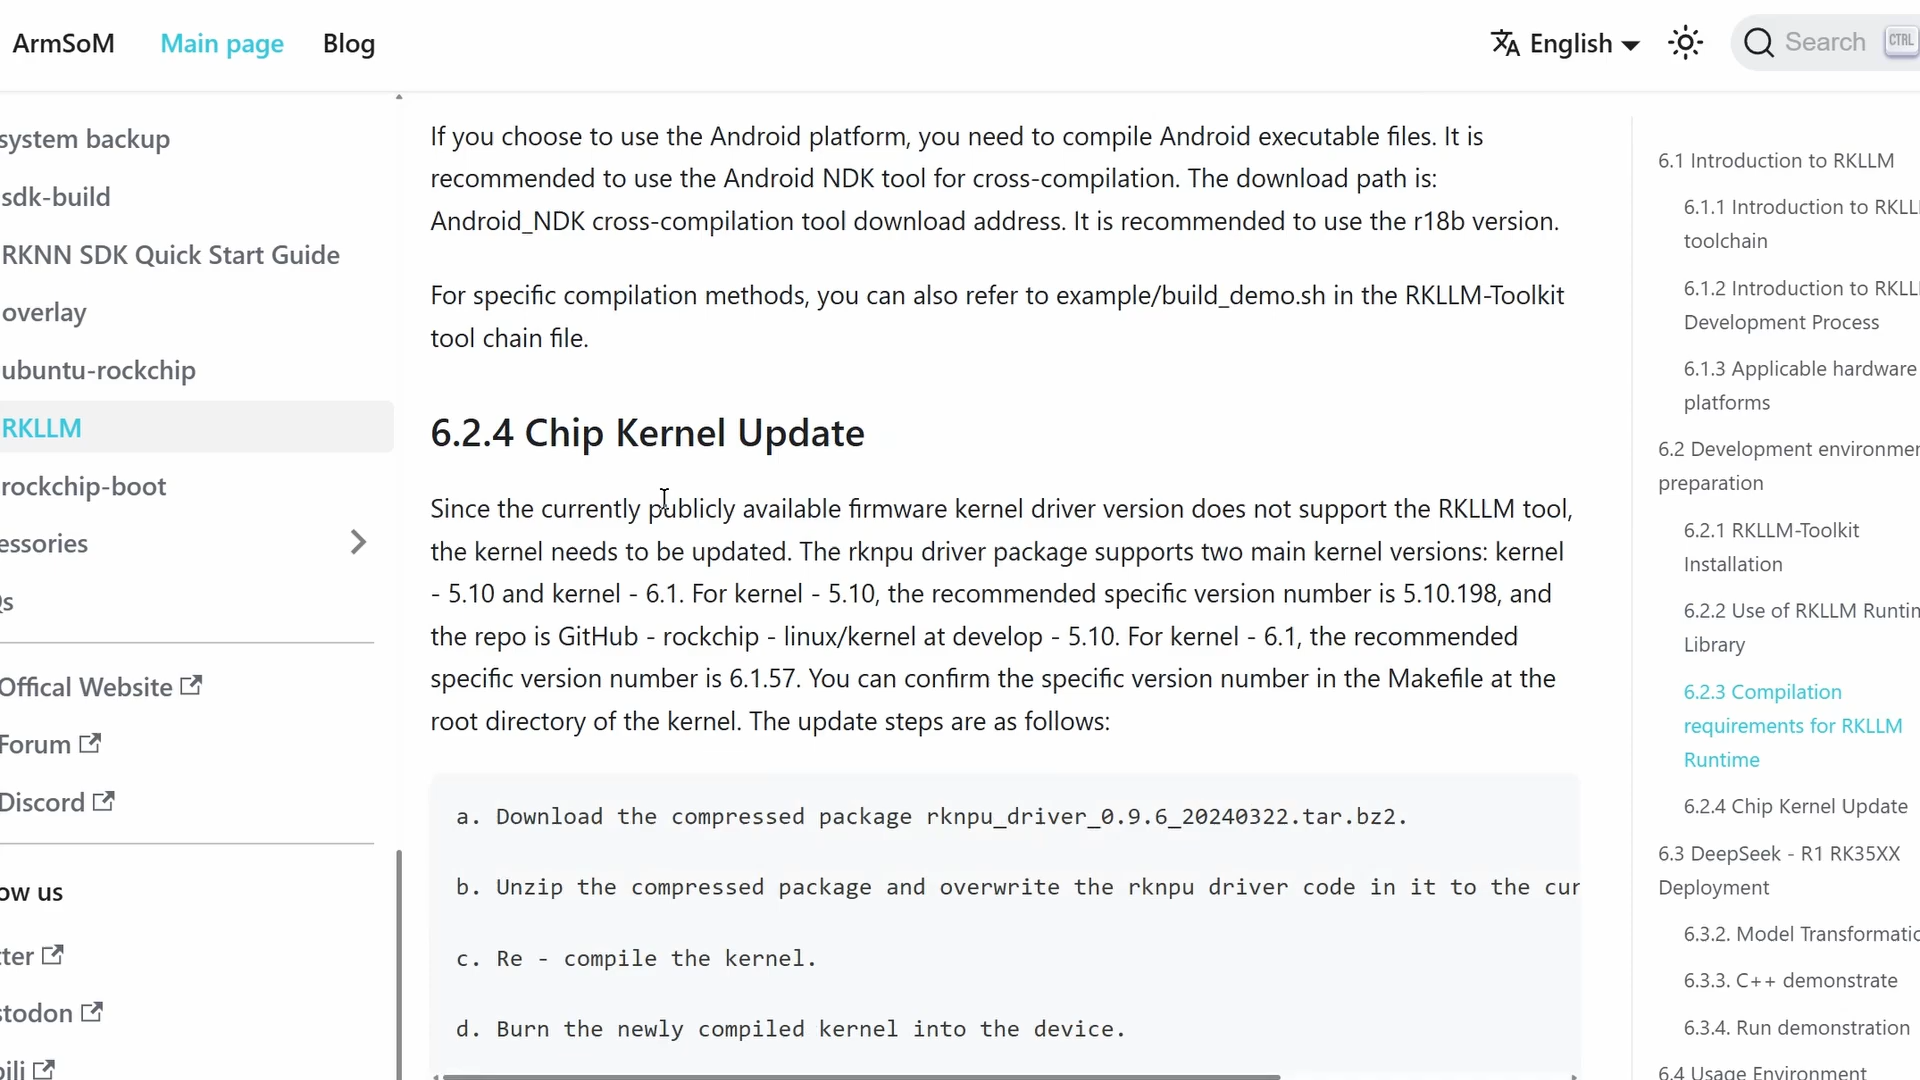 ArmSoM Main page Blog English Search CTRL
system backup
sdk-build
RKNN SDK Quick Start Guide
overlay
ubuntu-rockchip
RKLLM
rockchip-boot
essories
Offical Website
Forum
Discord
ow us
If you choose to use the Android platform, you need to compile Android executable files. It is
recommended to use the Android NDK tool for cross-compilation. The download path is:
Android_NDK cross-compilation tool download address. It is recommended to use the r18b version.
For specific compilation methods, you can also refer to example/build_demo.sh in the RKLLM-Toolkit
tool chain file.
6.2.4 Chip Kernel Update
Since the currently publicly available firmware kernel driver version does not support the RKLLM tool,
the kernel needs to be updated. The rknpu driver package supports two main kernel versions: kernel
- 5.10 and kernel - 6.1. For kernel - 5.10, the recommended specific version number is 5.10.198, and
the repo is GitHub - rockchip - linux/kernel at develop - 5.10. For kernel - 6.1, the recommended
specific version number is 6.1.57. You can confirm the specific version number in the Makefile at the
root directory of the kernel. The update steps are as follows:
a. Download the compressed package rknpu_driver_0.9.6_20240322.tar.bz2.
b. Unzip the compressed package and overwrite the rknpu driver code in it to the cur
c. Re - compile the kernel.
d. Burn the newly compiled kernel into the device.
6.1 Introduction to RKLLM
6.1.1 Introduction to RKLL
toolchain
6.1.2 Introduction to RKLL
Development Process
6.1.3 Applicable hardware
platforms
6.2 Development environmen
preparation
6.2.1 RKLLM-Toolkit
Installation
6.2.2 Use of RKLLM Runtim
Library
6.2.3 Compilation
requirements for RKLLM
Runtime
6.2.4 Chip Kernel Update
6.3 DeepSeek - R1 RK35XX
Deployment
6.3.2. Model Transformatio
6.3.3. C++ demonstrate
6.3.4. Run demonstration
6.4 Usage Environment